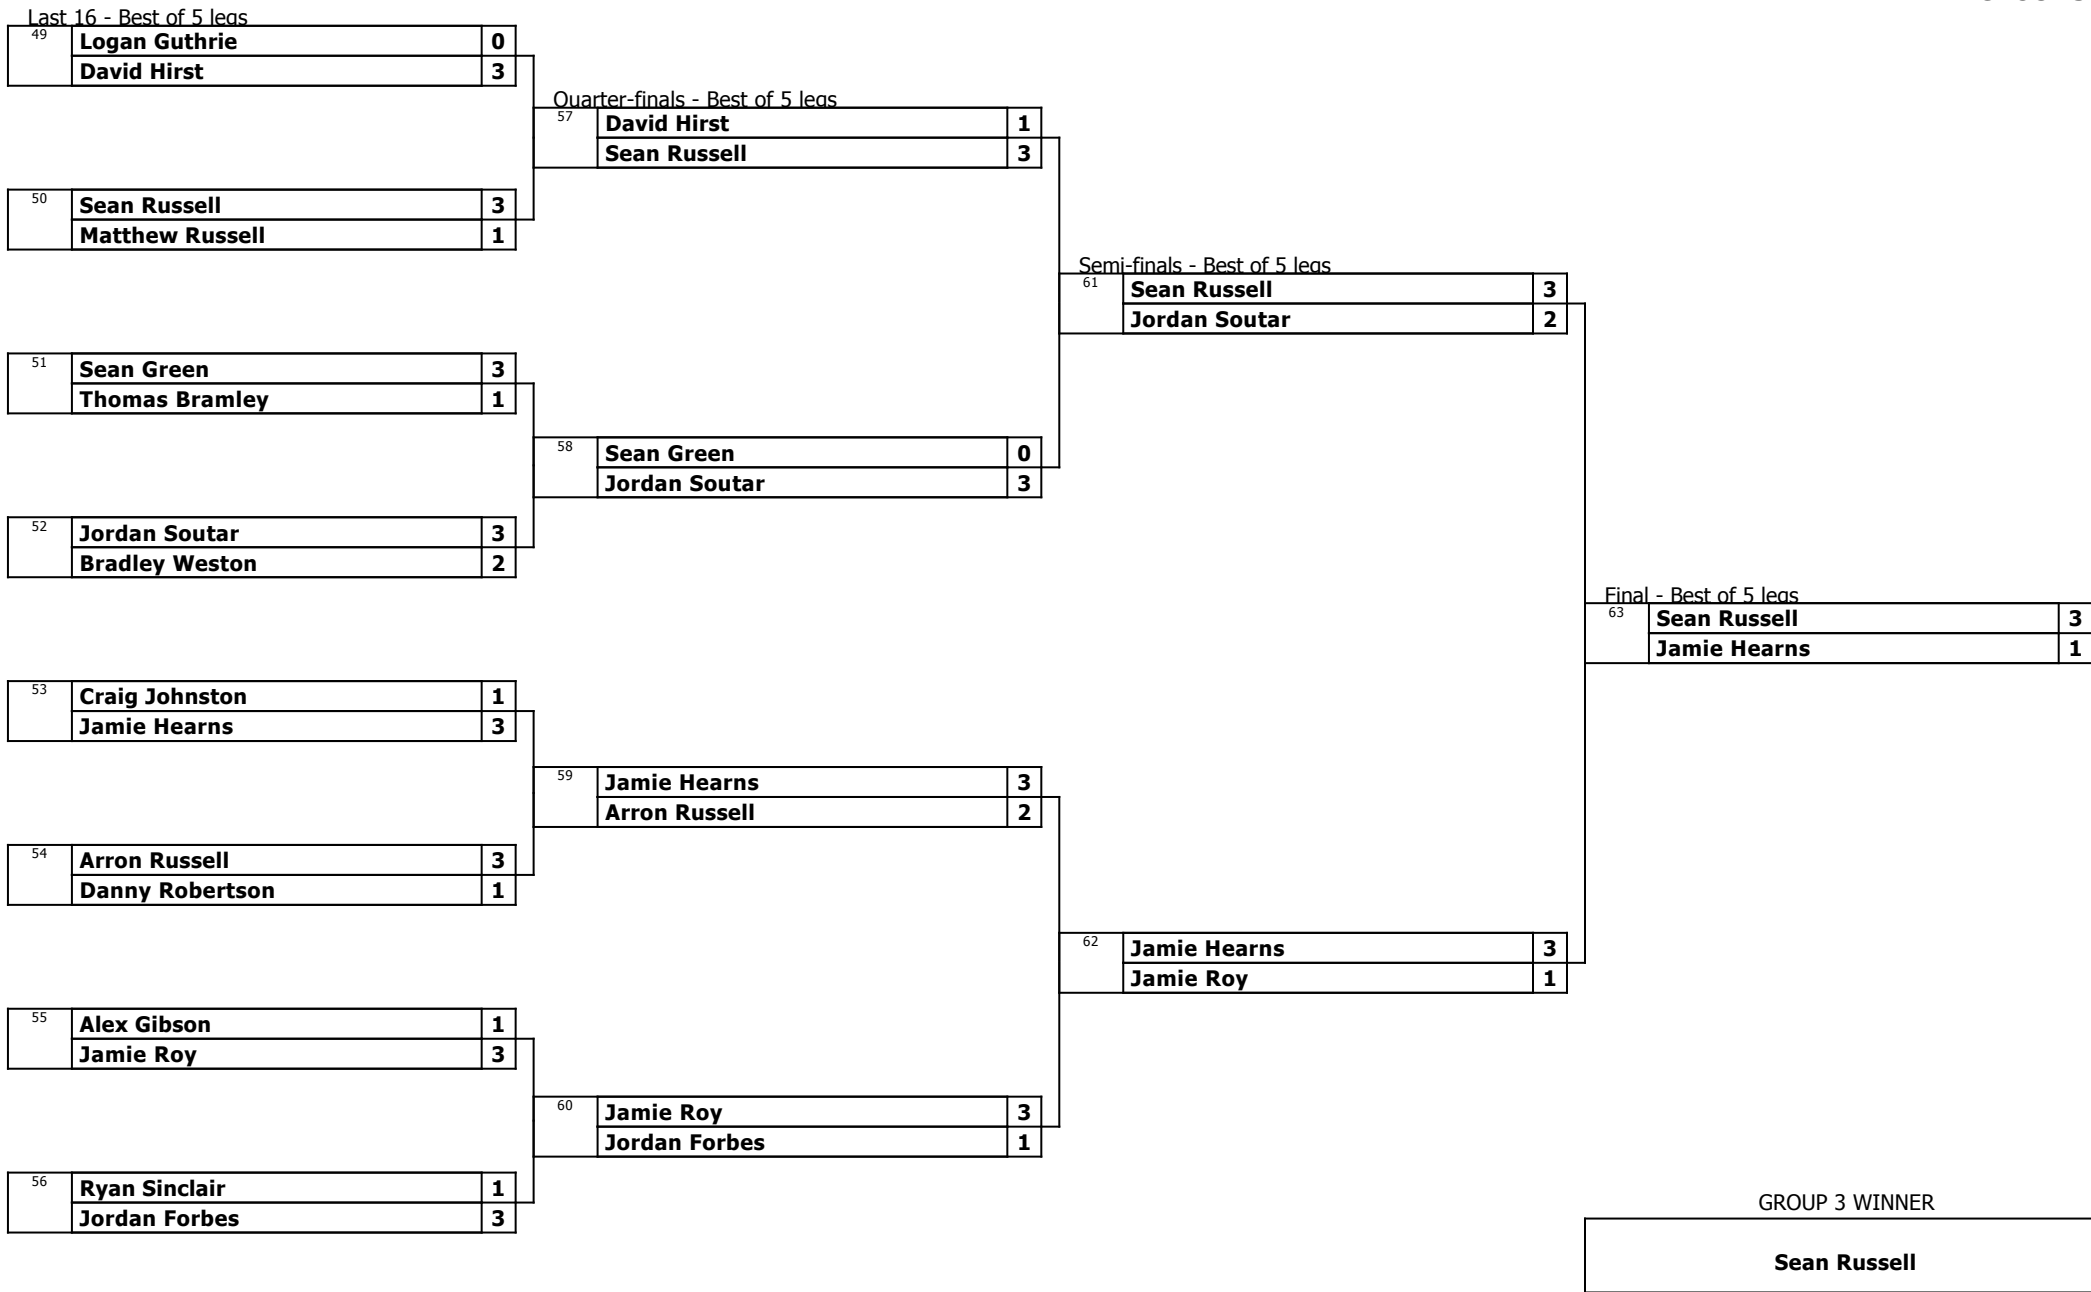 Last 16 - Best of 5 legs
49
Logan Guthrie 0
David Hirst 3
50
Sean Russell 3
Matthew Russell 1
51
Sean Green 3
Thomas Bramley 1
52
Jordan Soutar 3
Bradley Weston 2
53
Craig Johnston 1
Jamie Hearns 3
54
Arron Russell 3
Danny Robertson 1
55
Alex Gibson 1
Jamie Roy 3
56
Ryan Sinclair 1
Jordan Forbes 3
Quarter-finals - Best of 5 legs
57
David Hirst 1
Sean Russell 3
58
Sean Green 0
Jordan Soutar 3
59
Jamie Hearns 3
Arron Russell 2
60
Jamie Roy 3
Jordan Forbes 1
Semi-finals - Best of 5 legs
61
Sean Russell 3
Jordan Soutar 2
62
Jamie Hearns 3
Jamie Roy 1
Final - Best of 5 legs
63
Sean Russell 3
Jamie Hearns 1
GROUP 3 WINNER
Sean Russell